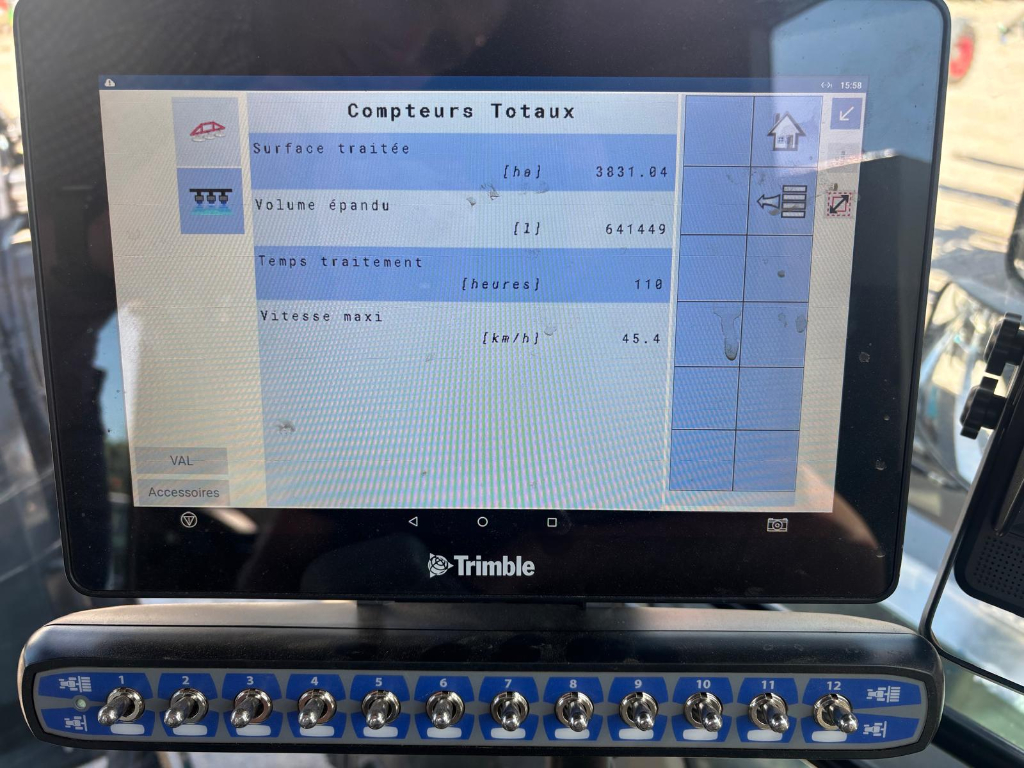 15:58
Compteurs Totaux
Surface traitée
[ha] 3831.04
Volume épandu
[l] 641449
Temps traitement
[heures] 110
Vitesse maxi
[km/h] 45.4
VAL
Accessoires
Trimble
1 2 3 4 5 6 7 8 9 10 11 12